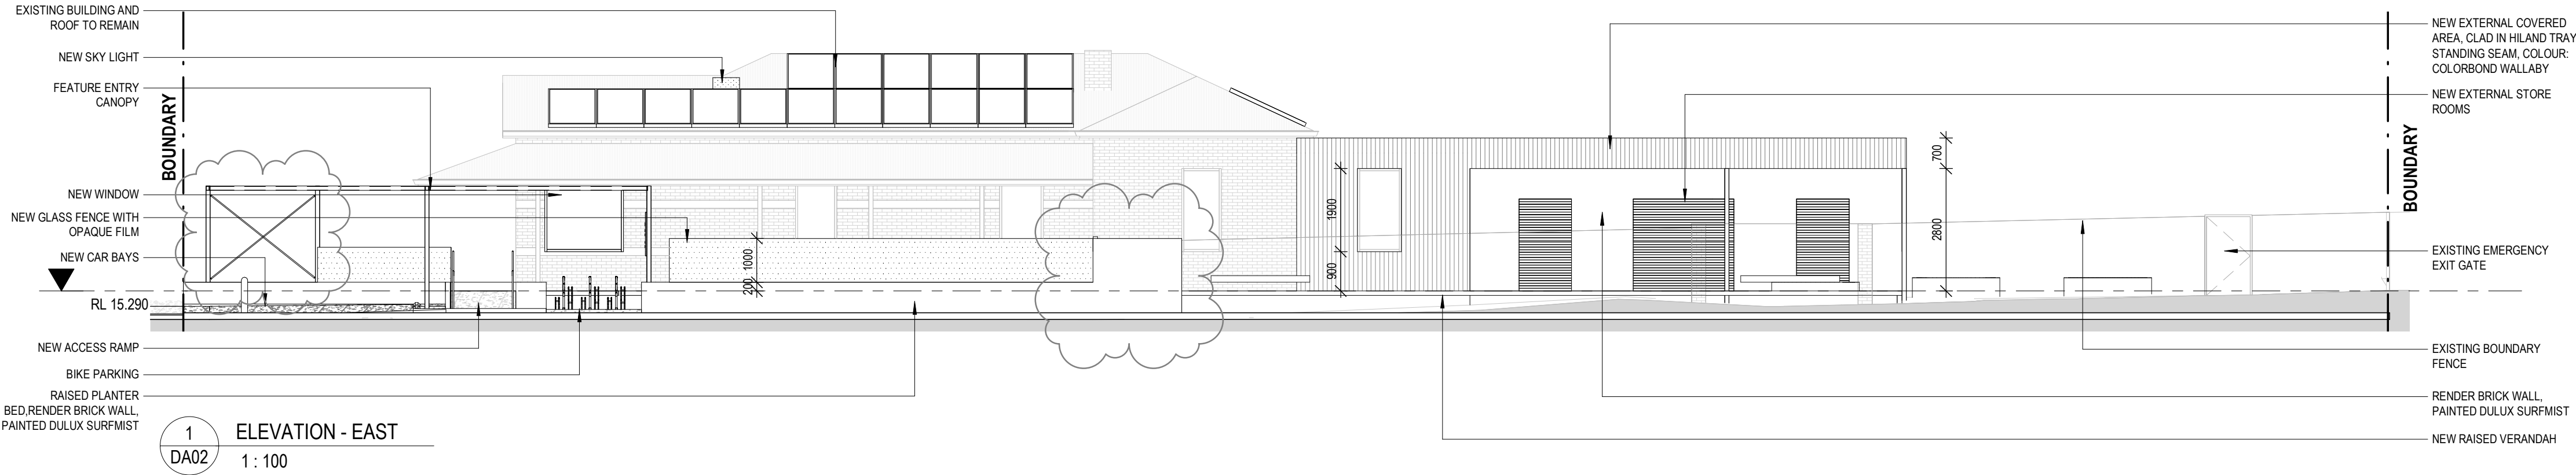 EXISTING BUILDING AND
ROOF TO REMAIN
NEW SKY LIGHT
FEATURE ENTRY
CANOPY
BOUNDARY
NEW WINDOW
NEW GLASS FENCE WITH
OPAQUE FILM
NEW CAR BAYS
RL 15.290
NEW ACCESS RAMP
BIKE PARKING
RAISED PLANTER
BED,RENDER BRICK WALL,
PAINTED DULUX SURFMIST
1000
200
1900
900
700
2800
NEW EXTERNAL COVERED
AREA, CLAD IN HILAND TRAY
STANDING SEAM, COLOUR:
COLORBOND WALLABY
NEW EXTERNAL STORE
ROOMS
BOUNDARY
EXISTING EMERGENCY
EXIT GATE
EXISTING BOUNDARY
FENCE
RENDER BRICK WALL,
PAINTED DULUX SURFMIST
NEW RAISED VERANDAH
1
DA02
ELEVATION - EAST
1 : 100